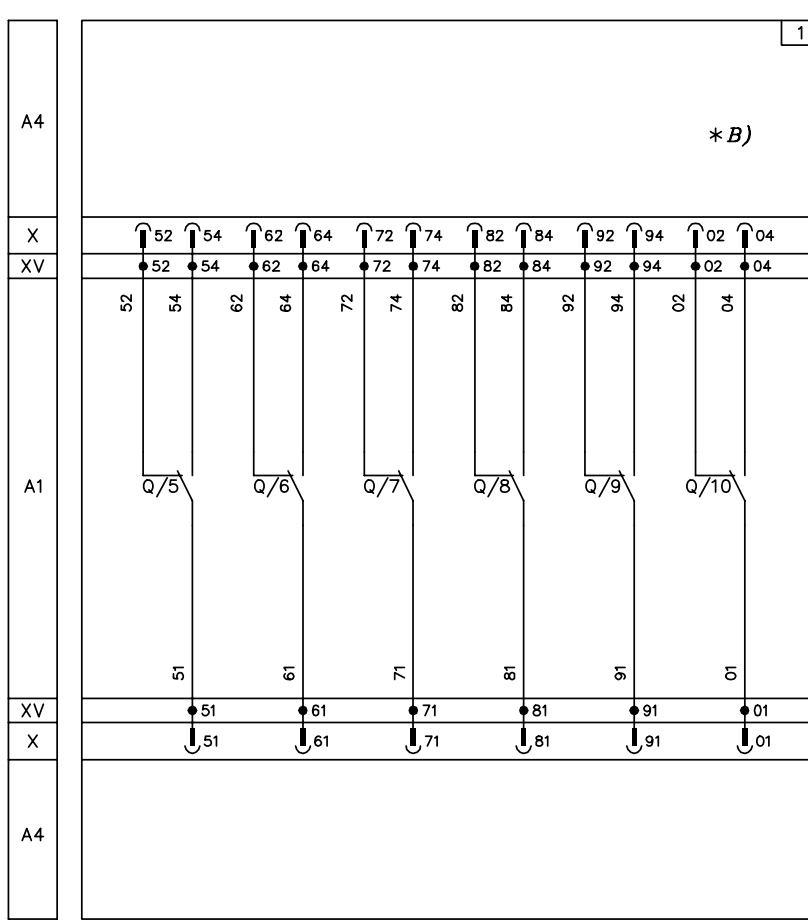 1
A4
*B)
X 52 54 62 64 72 74 82 84 92 94 02 04
XV 52 54 62 64 72 74 82 84 92 94 02 04
52 54 62 64 72 74 82 84 92 94 02 04
A1 Q/5 Q/6 Q/7 Q/8 Q/9 Q/10
51 61 71 81 91 01
XV 51 61 71 81 91 01
X 51 61 71 81 91 01
A4